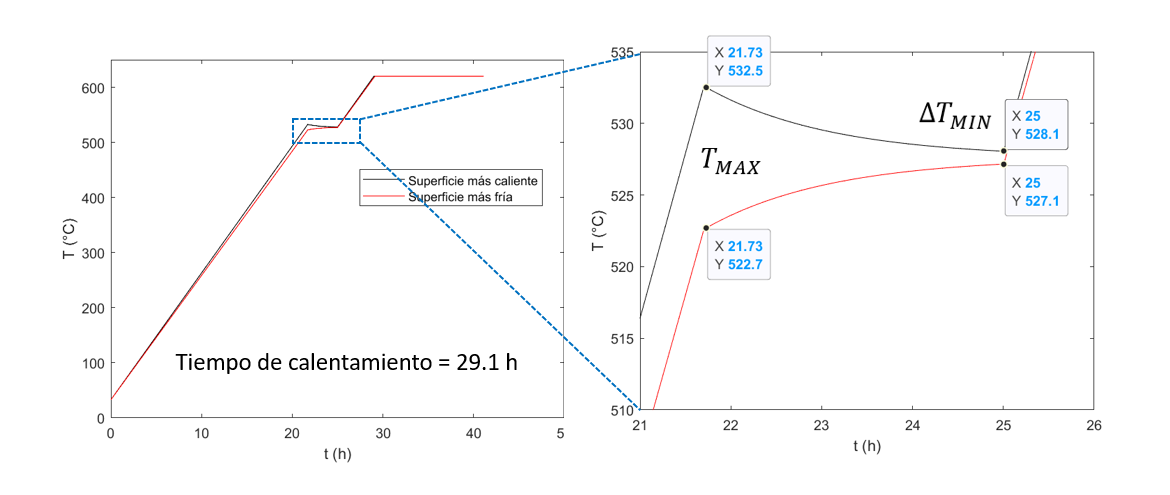 T (°C)
600
500
400
300
200
100
0
0
10
20
30
40
5
t (h)
Superficie más caliente
Superficie más fría
Tiempo de calentamiento = 29.1 h
T (°C)
535
530
525
520
515
510
21
22
23
24
25
26
t (h)
X 21.73
Y 532.5
T_MAX
ΔT_MIN
X 25
Y 528.1
X 25
Y 527.1
X 21.73
Y 522.7